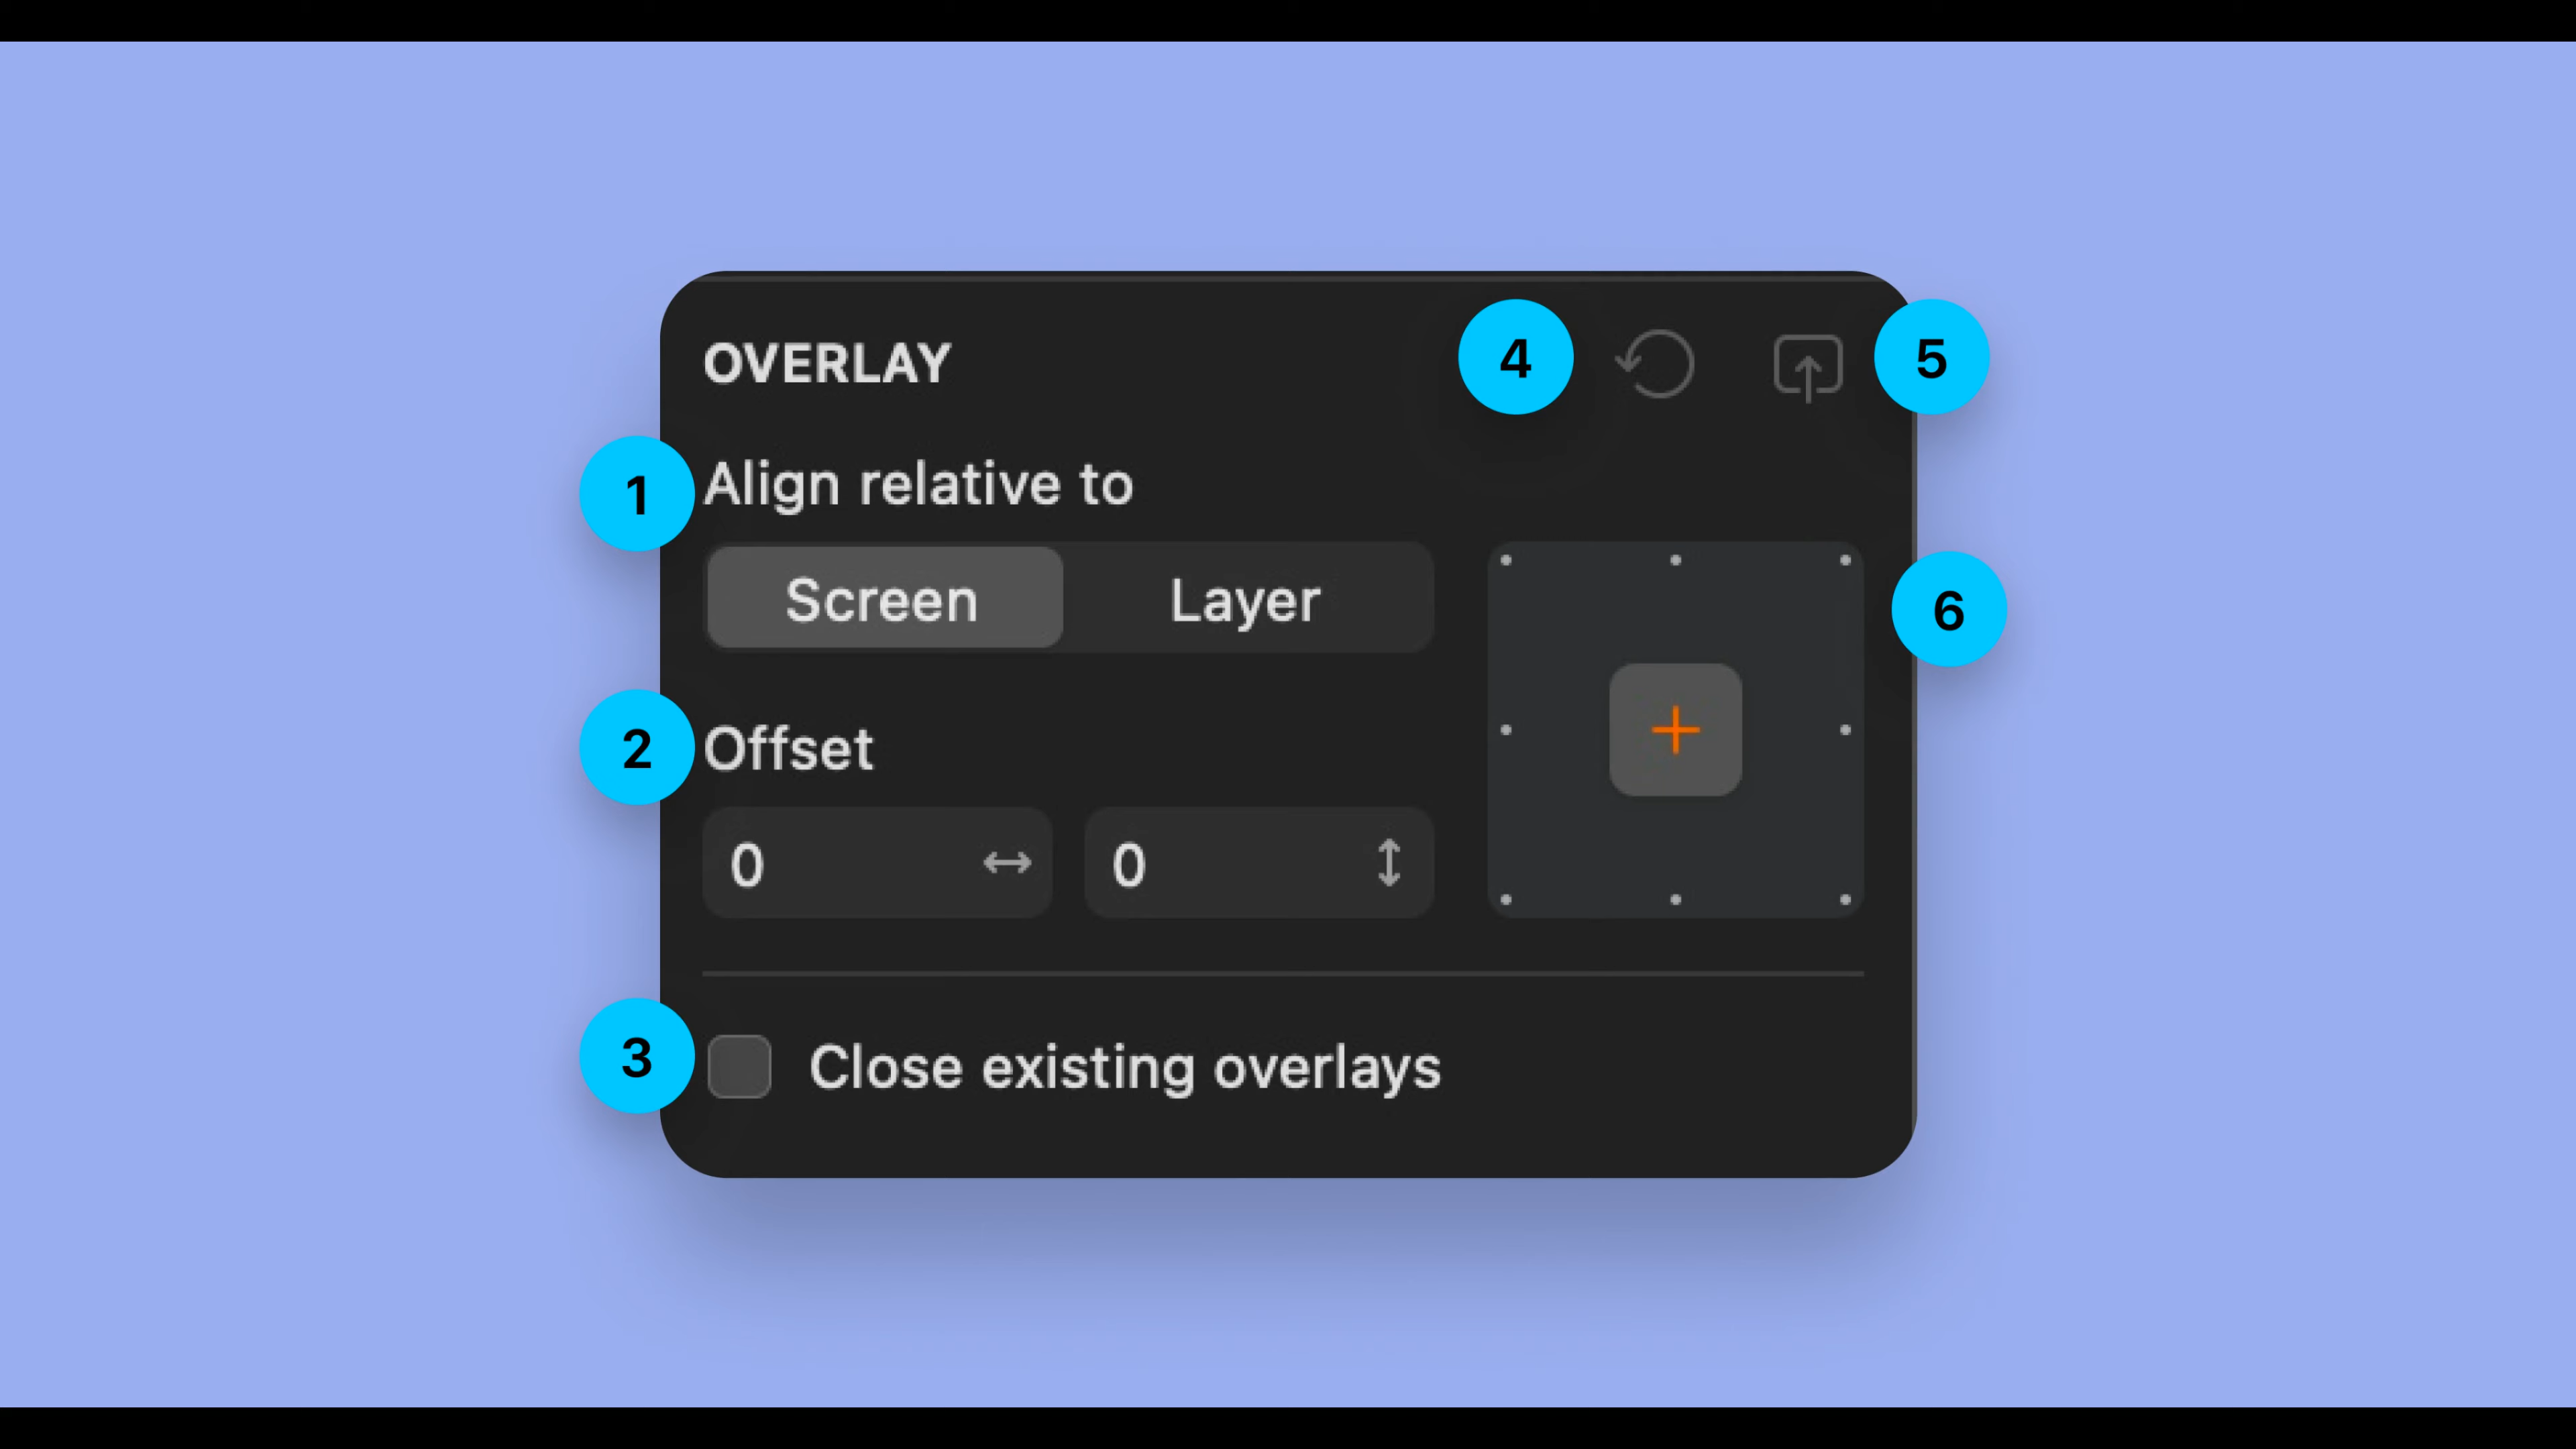 OVERLAY
4
5
1
Align relative to
Screen
Layer
6
2
Offset
0
0
3
Close existing overlays